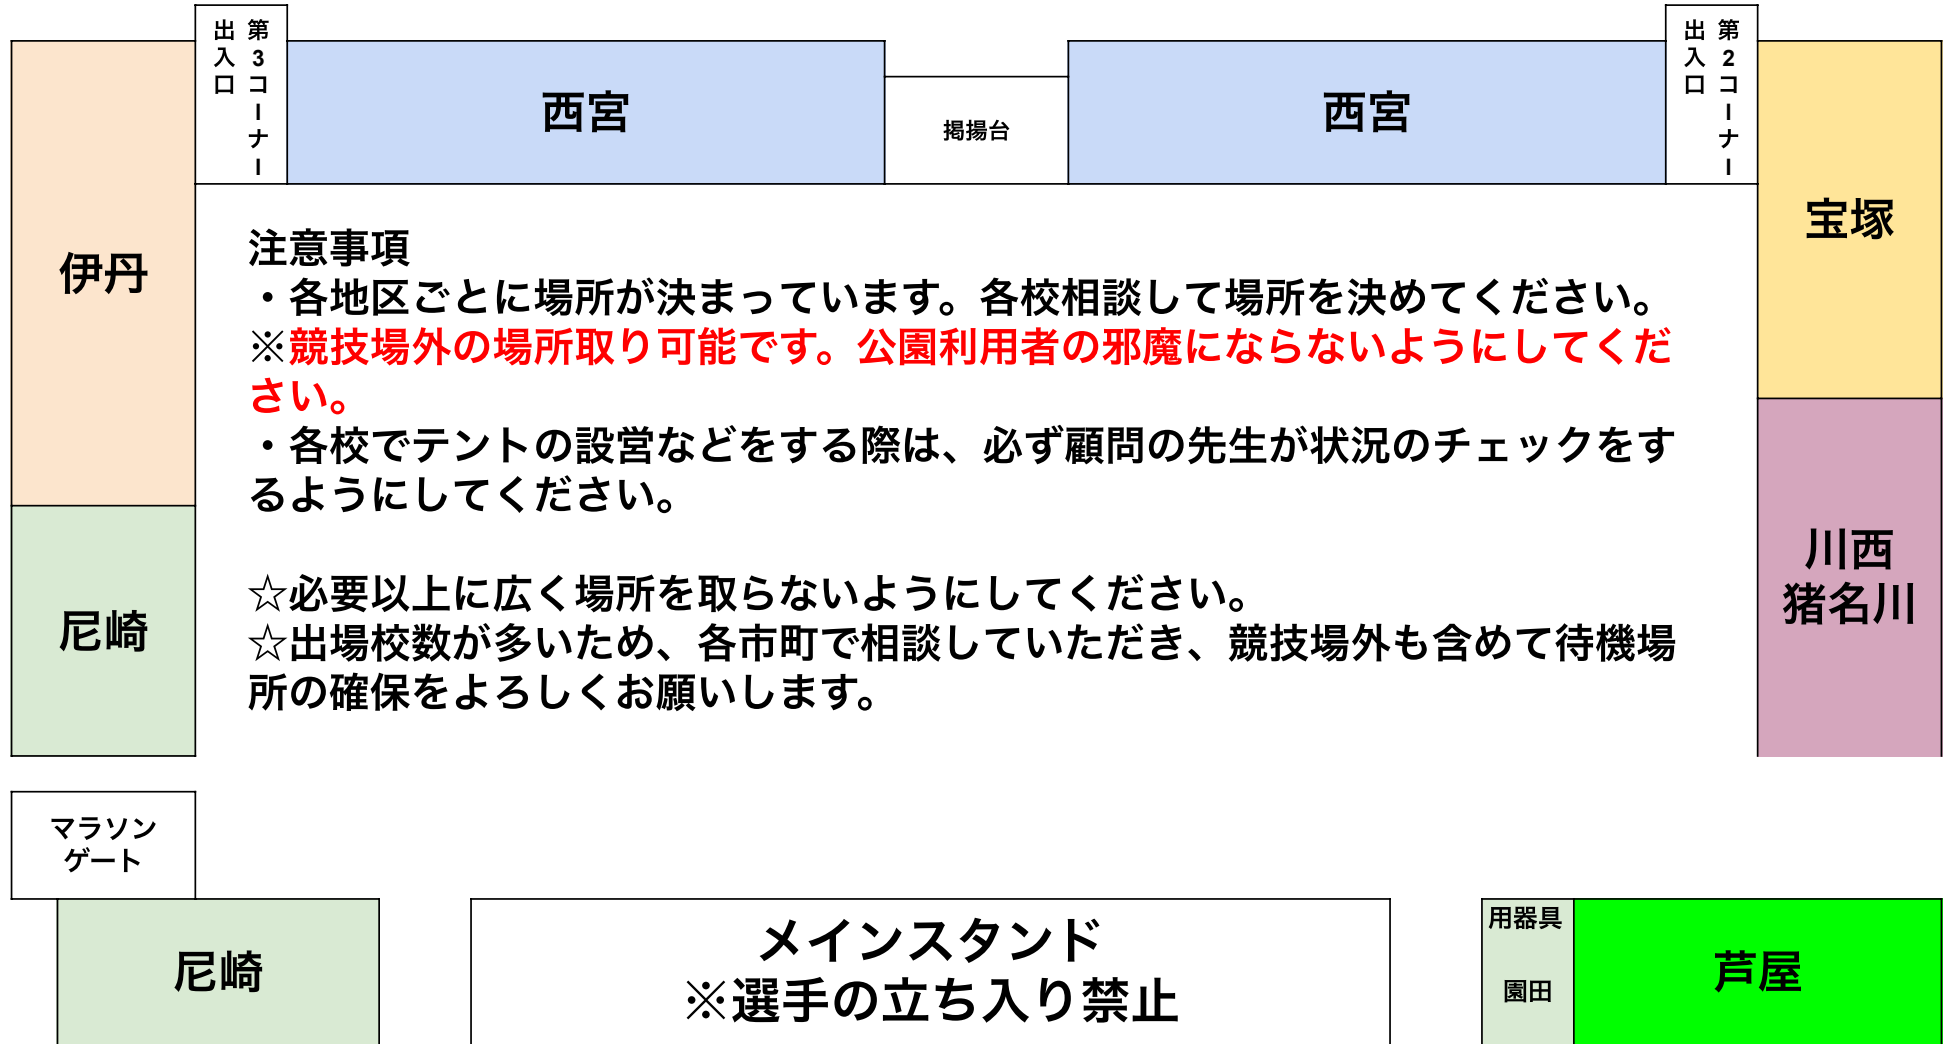 第3コーナー
出入口
西宮
掲揚台
西宮
第2コーナー
出入口
伊丹
宝塚
注意事項
・各地区ごとに場所が決まっています。各校相談して場所を決めてください。
※競技場外の場所取り可能です。公園利用者の邪魔にならないようにしてくだ
さい。
・各校でテントの設営などをする際は、必ず顧問の先生が状況のチェックをす
るようにしてください。
☆必要以上に広く場所を取らないようにしてください。
☆出場校数が多いため、各市町で相談していただき、競技場外も含めて待機場
所の確保をよろしくお願いします。
尼崎
川西
猪名川
マラソン
ゲート
尼崎
メインスタンド
※選手の立ち入り禁止
用器具
園田
芦屋